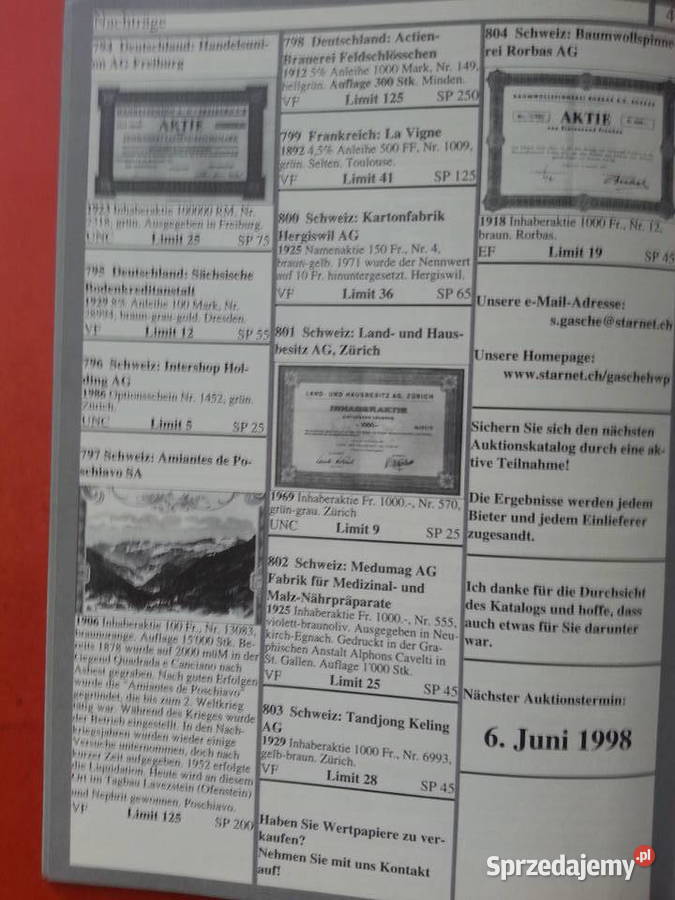 Nachträge
4
794 Deutschland: Handelsuni-
on AG Freiburg
AKTIE
1923 Inhaberaktie 100000 RM, Nr.
2318, grün. Ausgegeben in Freiburg.
UNC Limit 25 SP 75
795 Deutschland: Sächsische
Bodenkreditanstalt
1929 8% Anleihe 100 Mark, Nr.
28994, braun-grau-gold. Dresden.
VF Limit 12 SP 55
796 Schweiz: Intershop Hol-
ding AG
1986 Optionsschein Nr. 1452, grün.
Zürich.
UNC Limit 5 SP 25
797 Schweiz: Amiantes de Po-
schiavo SA
1906 Inhaberaktie 100 Fr., Nr. 13083,
braunorange. Auflage 15'000 Stk. Be-
reits 1878 wurde auf 2000 müM in der
Gegend Quadrada e Canciano nach
Asbest gegraben. Nach guten Erfolgen
wurde die "Amiantes de Poschiavo"
gegründet, die bis zum 2. Weltkrieg
tätig war. Während des Krieges wurde
der Betrieb eingestellt. In den Nach-
kriegsjahren wurden wieder einige
Versuche unternommen, doch nach
kurzer Zeit aufgegeben. 1952 erfolgte
die Liquidation. Heute wird an diesem
Ort im Tagbau Lavezstein (Ofenstein)
und Nephrit gewonnen. Poschiavo.
VF Limit 125 SP 200
798 Deutschland: Actien-
Brauerei Feldschlösschen
1912 5% Anleihe 1000 Mark, Nr. 149,
hellgrün. Auflage 300 Stk. Minden.
VF Limit 125 SP 250
799 Frankreich: La Vigne
1892 4,5% Anleihe 500 FF, Nr. 1009,
grün. Selten. Toulouse.
VF Limit 41 SP 125
800 Schweiz: Kartonfabrik
Hergiswil AG
1925 Namenaktie 150 Fr., Nr. 4,
braun-gelb. 1971 wurde der Nennwert
auf 10 Fr. hinuntergesetzt. Hergiswil.
VF Limit 36 SP 65
801 Schweiz: Land- und Haus-
besitz AG, Zürich
LAND- UND HAUSBESITZ AG, ZÜRICH
INHABERAKTIE
1000.-
1969 Inhaberaktie Fr. 1000.-, Nr. 570,
grün-grau. Zürich
UNC Limit 9 SP 25
802 Schweiz: Medumag AG
Fabrik für Medizinal- und
Malz-Nährpräparate
1925 Inhaberaktie Fr. 1000.-, Nr. 555,
violett-braunoliv. Ausgegeben in Neu-
kirch-Egnach. Gedruckt in der Gra-
phischen Anstalt Alphons Cavelti in
St. Gallen. Auflage 1'000 Stk.
VF Limit 25 SP 45
803 Schweiz: Tandjong Keling
AG
1929 Inhaberaktie 1000 Fr., Nr. 6993,
gelb-braun. Zürich.
VF Limit 28 SP 45
Haben Sie Wertpapiere zu ver-
kaufen?
Nehmen Sie mit uns Kontakt
auf!
804 Schweiz: Baumwollspinne
rei Rorbas AG
BAUMWOLLSPINNEREI RORBAS A.G. RORBAS
AKTIE
1918 Inhaberaktie 1000 Fr., Nr. 12,
braun. Rorbas.
EF Limit 19 SP 45
Unsere e-Mail-Adresse:
s.gasche@starnet.ch
Unsere Homepage:
www.starnet.ch/gaschehwp
Sichern Sie sich den nächsten
Auktionskatalog durch eine ak-
tive Teilnahme!
Die Ergebnisse werden jedem
Bieter und jedem Einlieferer
zugesandt.
Ich danke für die Durchsicht
des Katalogs und hoffe, dass
auch etwas für Sie darunter
war.
Nächster Auktionstermin:
6. Juni 1998
Sprzedajemy.pl